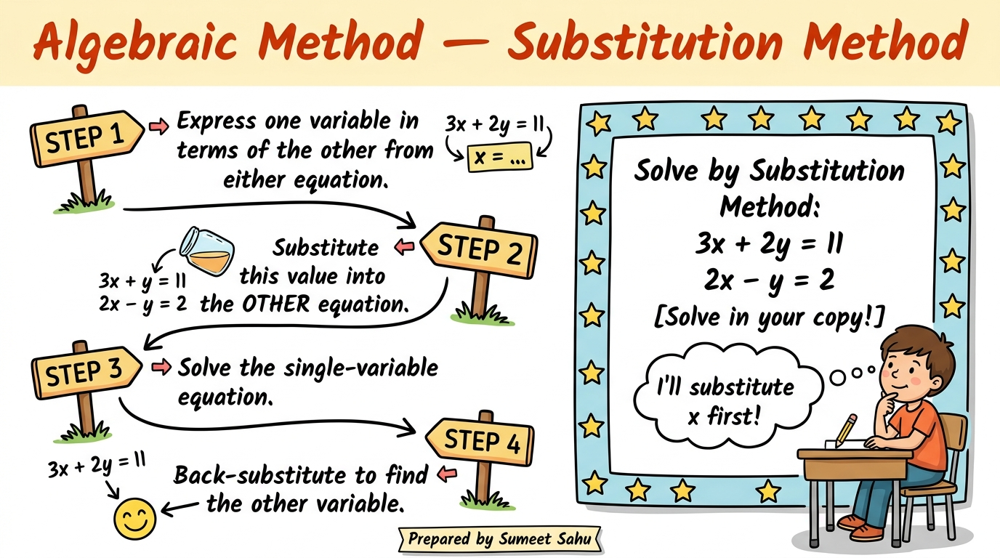 Algebraic Method — Substitution Method
STEP 1
Express one variable in
terms of the other from
either equation.
3x + 2y = 11
x = ...
STEP 2
Substitute
this value into
the OTHER equation.
3x + y = 11
2x − y = 2
STEP 3
Solve the single-variable
equation.
STEP 4
Back-substitute to find
the other variable.
3x + 2y = 11
Solve by Substitution
Method:
3x + 2y = 11
2x − y = 2
[Solve in your copy!]
I'll substitute
x first!
Prepared by Sumeet Sahu